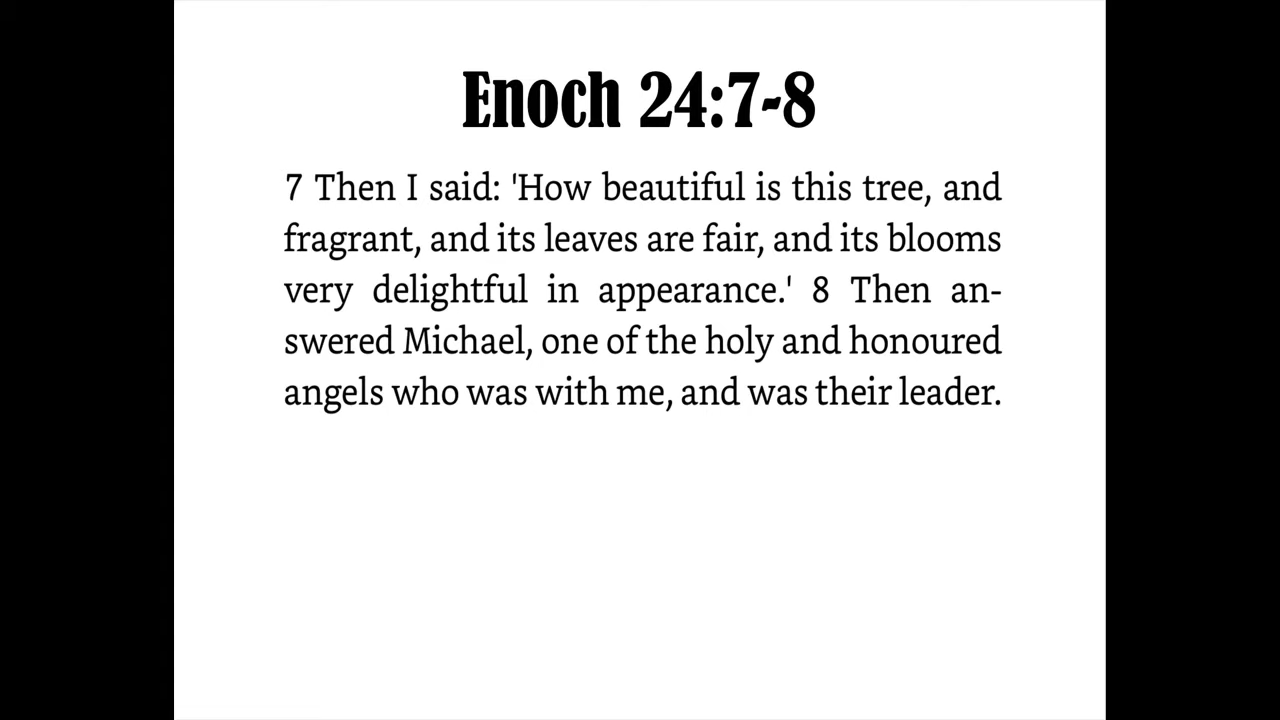 Enoch 24:7-8
7 Then I said: 'How beautiful is this tree, and
fragrant, and its leaves are fair, and its blooms
very delightful in appearance.' 8 Then an-
swered Michael, one of the holy and honoured
angels who was with me, and was their leader.